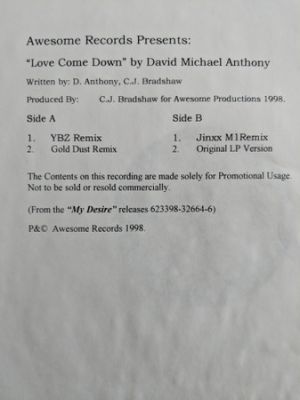 Awesome Records Presents:
"Love Come Down" by David Michael Anthony
Written by: D. Anthony, C.J. Bradshaw
Produced By: C.J. Bradshaw for Awesome Productions 1998.
Side A Side B
1. YBZ Remix 1. Jinxx M1Remix
2. Gold Dust Remix 2. Original LP Version
The Contents on this recording are made solely for Promotional Usage
Not to be sold or resold commercially.
(From the "My Desire" releases 623398-32664-6)
P&© Awesome Records 1998.